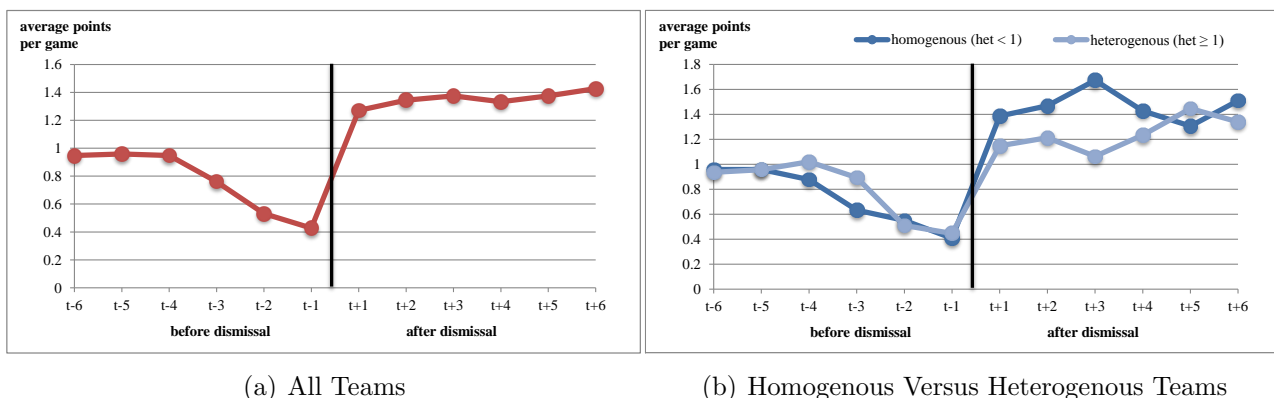 average points
per game
1.6
1.4
1.2
1
0.8
0.6
0.4
0.2
0
t-6 t-5 t-4 t-3 t-2 t-1 t+1 t+2 t+3 t+4 t+5 t+6
before dismissal after dismissal
(a) All Teams
average points
per game
homogenous (het < 1) heterogenous (het ≥ 1)
1.8
1.6
1.4
1.2
1
0.8
0.6
0.4
0.2
0
t-6 t-5 t-4 t-3 t-2 t-1 t+1 t+2 t+3 t+4 t+5 t+6
before dismissal after dismissal
(b) Homogenous Versus Heterogenous Teams